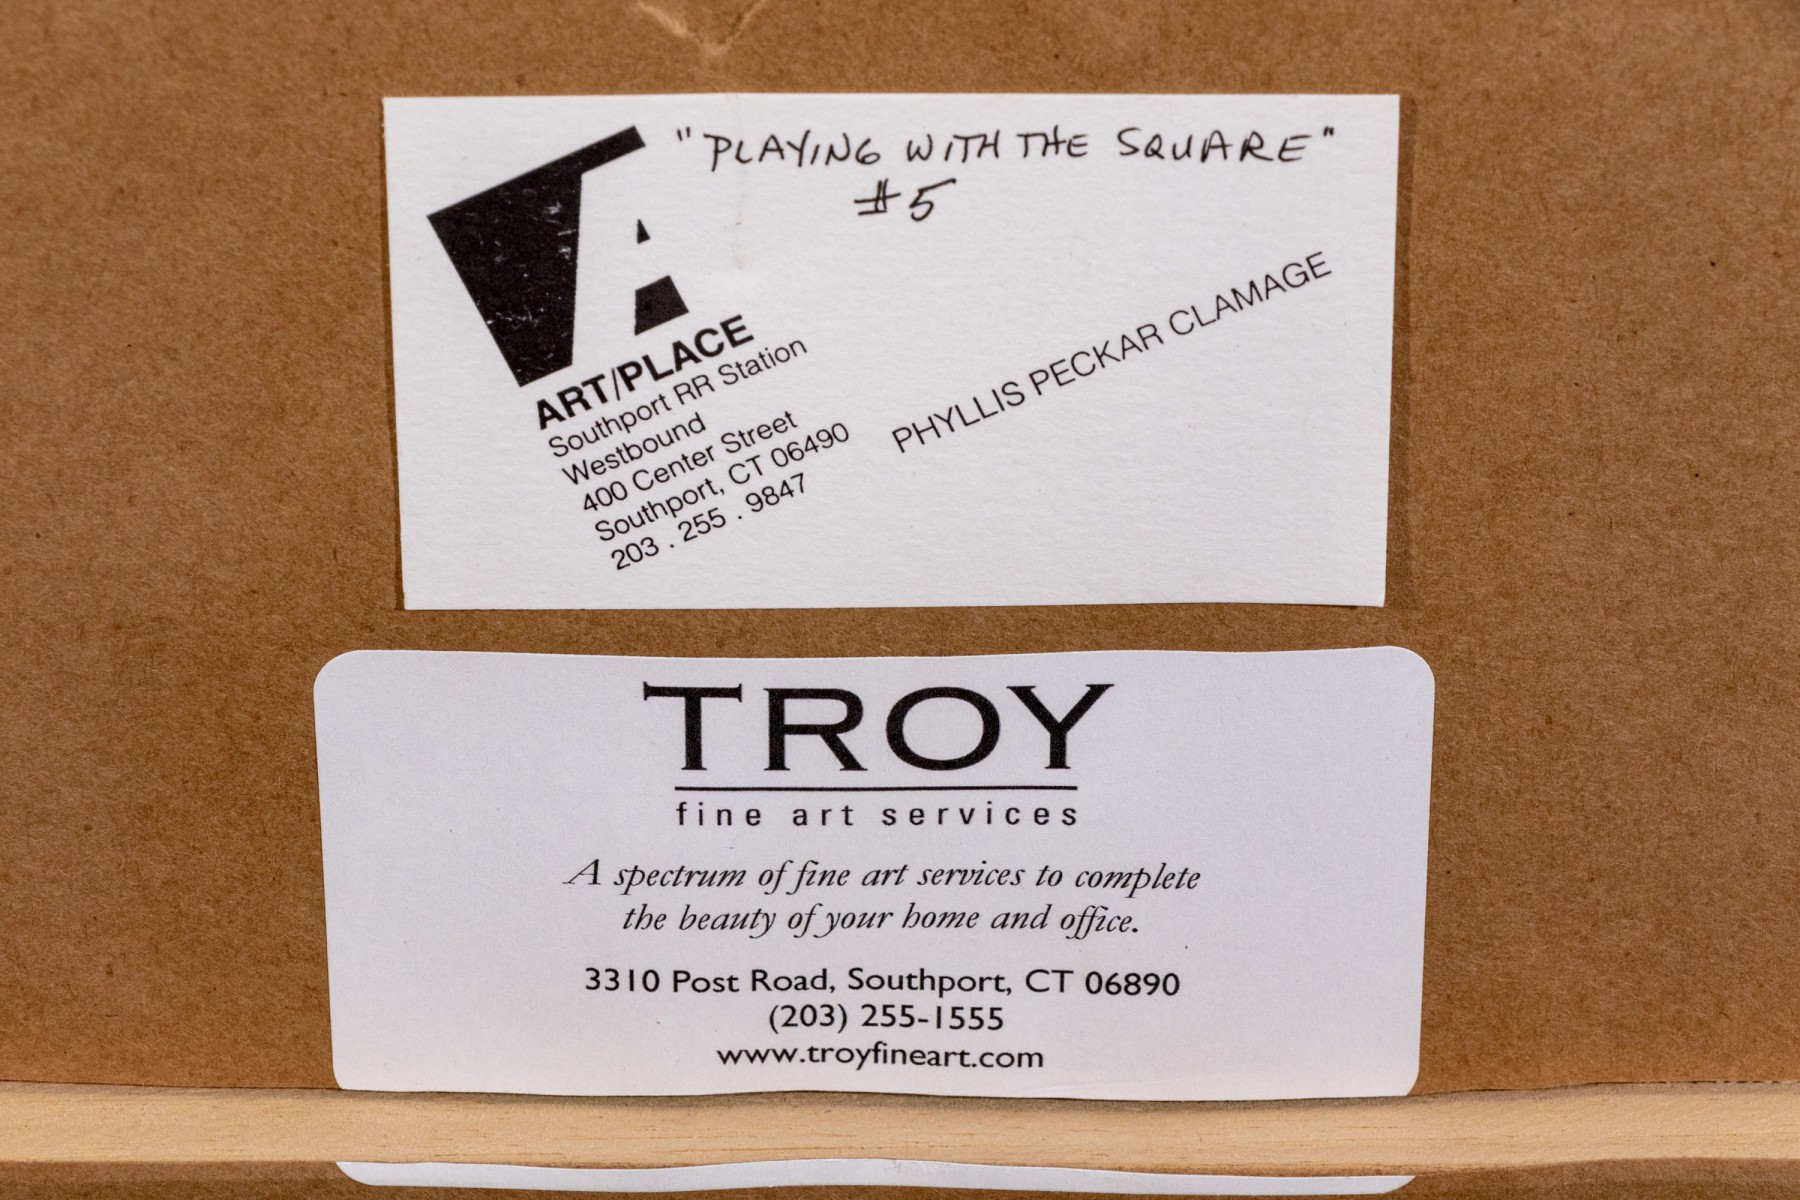 "PLAYING WITH THE SQUARE"
#5
TA
ART/PLACE
Southport RR Station
Westbound
400 Center Street
Southport, CT 06490
203 . 255 . 9847
PHYLLIS PECKAR CLAMAGE
TROY
fine art services
A spectrum of fine art services to complete
the beauty of your home and office.
3310 Post Road, Southport, CT 06890
(203) 255-1555
www.troyfineart.com